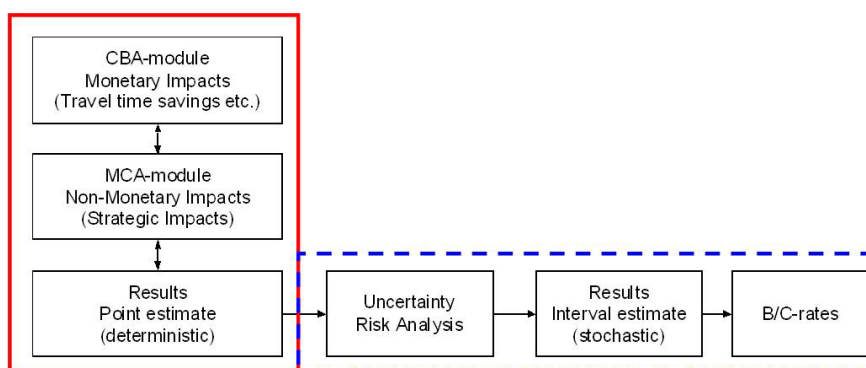 CBA-module
Monetary Impacts
(Travel time savings etc.)
MCA-module
Non-Monetary Impacts
(Strategic Impacts)
Results
Point estimate
(deterministic)
Uncertainty
Risk Analysis
Results
Interval estimate
(stochastic)
B/C-rates